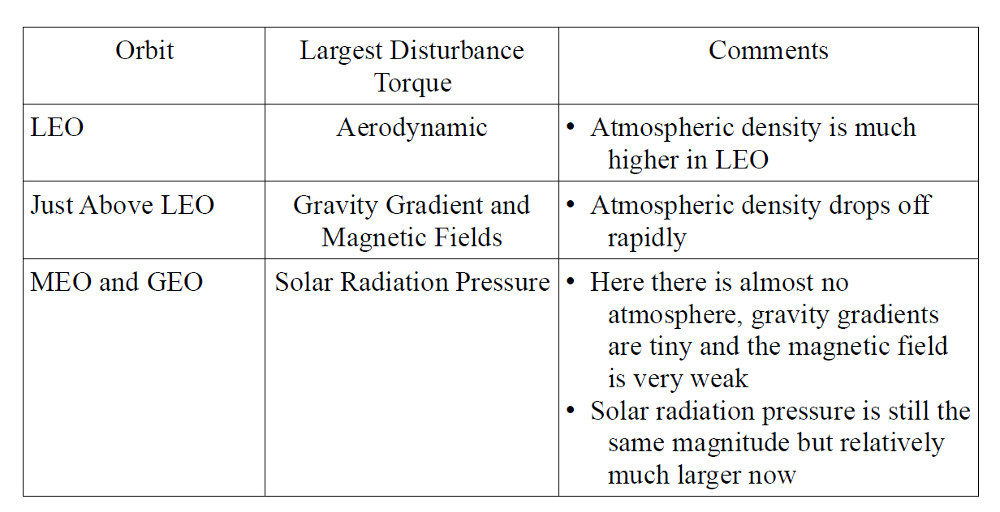 Orbit
Largest Disturbance
Torque
Comments
LEO
Aerodynamic
• Atmospheric density is much
higher in LEO
Just Above LEO
Gravity Gradient and
Magnetic Fields
• Atmospheric density drops off
rapidly
MEO and GEO
Solar Radiation Pressure
• Here there is almost no
atmosphere, gravity gradients
are tiny and the magnetic field
is very weak
• Solar radiation pressure is still the
same magnitude but relatively
much larger now